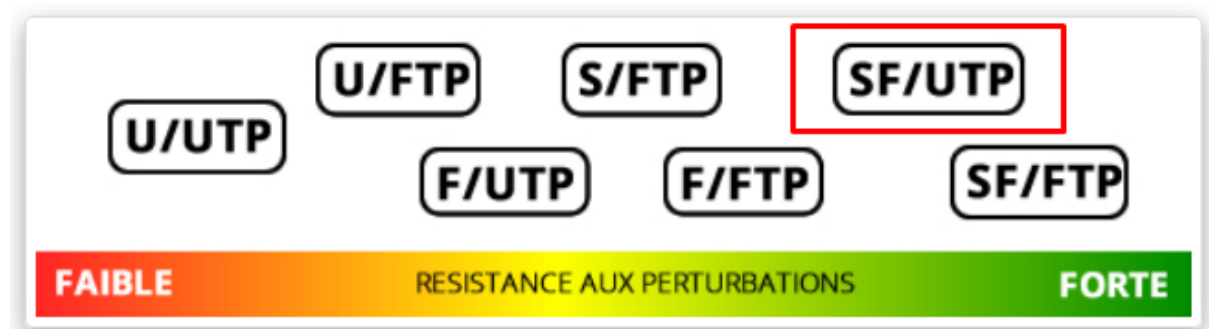 U/FTP S/FTP SF/UTP
U/UTP
F/UTP F/FTP SF/FTP
FAIBLE RESISTANCE AUX PERTURBATIONS FORTE